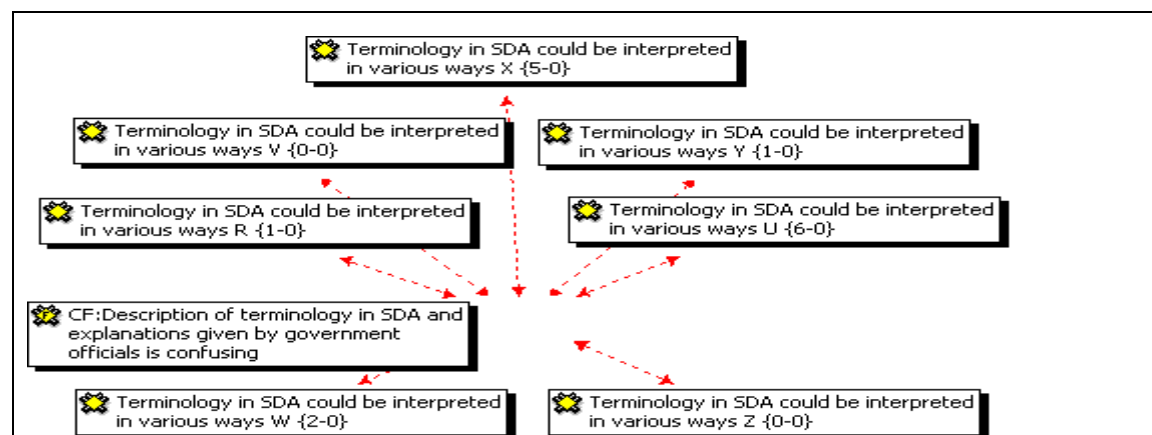 Terminology in SDA could be interpreted
in various ways X {5-0}
Terminology in SDA could be interpreted
in various ways V {0-0}
Terminology in SDA could be interpreted
in various ways Y {1-0}
Terminology in SDA could be interpreted
in various ways R {1-0}
Terminology in SDA could be interpreted
in various ways U {6-0}
CF:Description of terminology in SDA and
explanations given by government
officials is confusing
Terminology in SDA could be interpreted
in various ways W {2-0}
Terminology in SDA could be interpreted
in various ways Z {0-0}